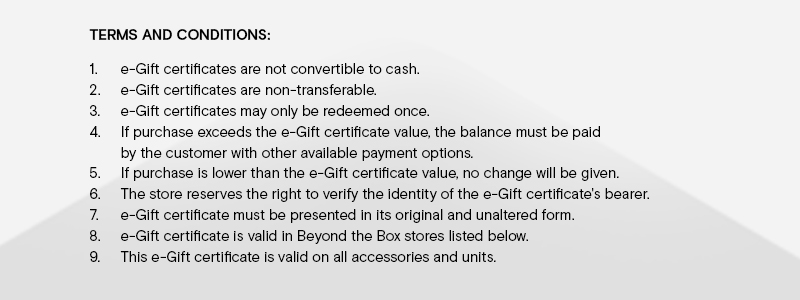 TERMS AND CONDITIONS:
1. e-Gift certificates are not convertible to cash.
2. e-Gift certificates are non-transferable.
3. e-Gift certificates may only be redeemed once.
4. If purchase exceeds the e-Gift certificate value, the balance must be paid
by the customer with other available payment options.
5. If purchase is lower than the e-Gift certificate value, no change will be given.
6. The store reserves the right to verify the identity of the e-Gift certificate's bearer.
7. e-Gift certificate must be presented in its original and unaltered form.
8. e-Gift certificate is valid in Beyond the Box stores listed below.
9. This e-Gift certificate is valid on all accessories and units.